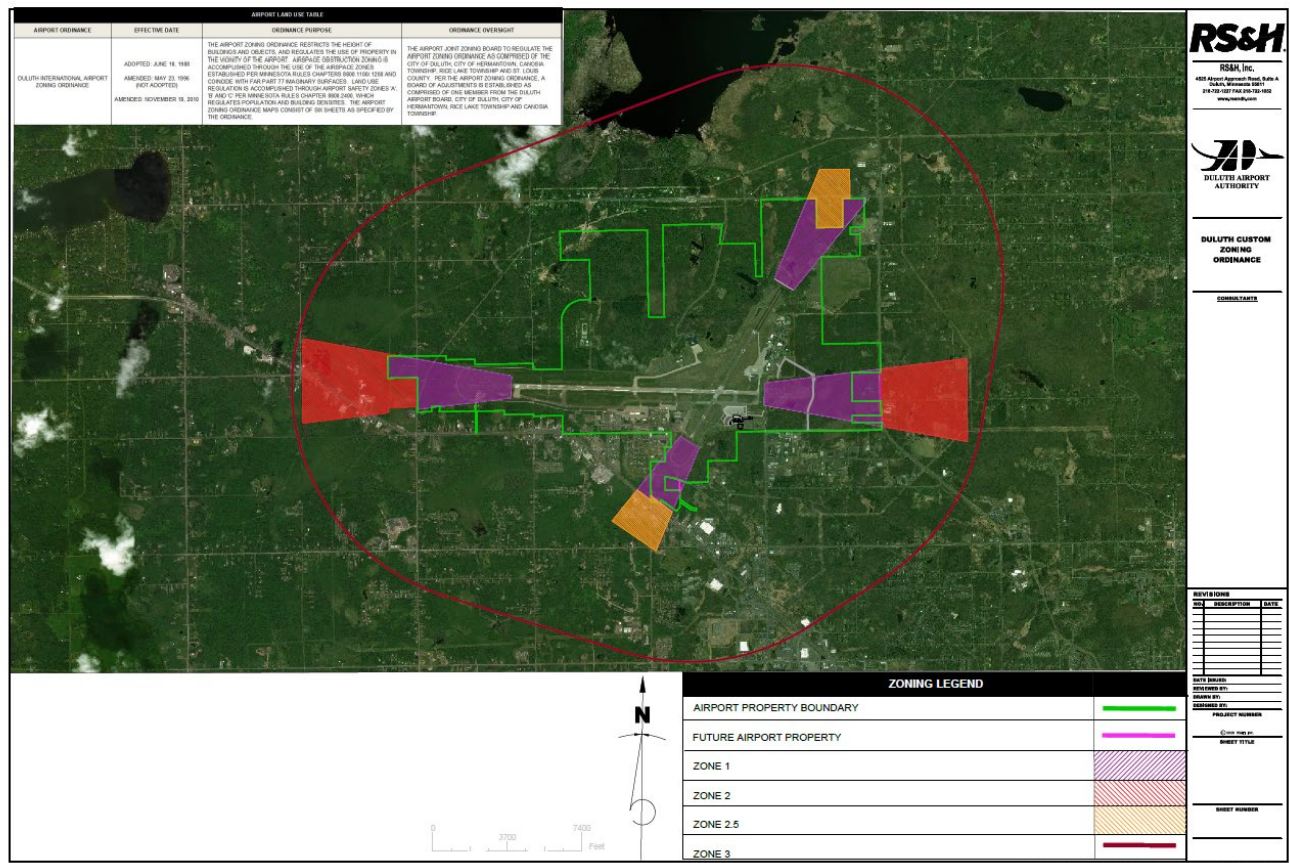 AIRPORT LAND USE TABLE
AIRPORT ORDINANCE
EFFECTIVE DATE
ORDINANCE PURPOSE
ORDINANCE OVERSIGHT
DULUTH INTERNATIONAL AIRPORT
ZONING ORDINANCE
ADOPTED: JUNE 18, 1988
AMENDED: MAY 23, 1996
(NOT ADOPTED)
AMENDED: NOVEMBER 18, 2010
THE AIRPORT ZONING ORDINANCE RESTRICTS THE HEIGHT OF
BUILDINGS AND OBJECTS, AND REGULATES THE USE OF PROPERTY IN
THE VICINITY OF THE AIRPORT. AIRSPACE OBSTRUCTION ZONING IS
ACCOMPLISHED THROUGH THE USE OF THE AIRSPACE ZONES
ESTABLISHED PER MINNESOTA RULES CHAPTERS 8800.1100/.1200 AND
COINCIDE WITH FAR PART 77 IMAGINARY SURFACES. LAND USE
REGULATION IS ACCOMPLISHED THROUGH AIRPORT SAFETY ZONES 'A',
'B' AND 'C' PER MINNESOTA RULES CHAPTER 8800.2400, WHICH
REGULATES POPULATION AND BUILDING DENSITIES. THE AIRPORT
ZONING ORDINANCE MAPS CONSIST OF SIX SHEETS AS SPECIFIED BY
THE ORDINANCE.
THE AIRPORT JOINT ZONING BOARD TO REGULATE THE
AIRPORT ZONING ORDINANCE AS COMPRISED OF THE
CITY OF DULUTH, CITY OF HERMANTOWN, CANOSIA
TOWNSHIP, RICE LAKE TOWNSHIP AND ST. LOUIS
COUNTY. PER THE AIRPORT ZONING ORDINANCE, A
BOARD OF ADJUSTMENTS IS ESTABLISHED AS
COMPRISED OF ONE MEMBER FROM THE DULUTH
AIRPORT BOARD, CITY OF DULUTH, CITY OF
HERMANTOWN, RICE LAKE TOWNSHIP AND CANOSIA
TOWNSHIP.
RS&H
RS&H, Inc.
4525 Airport Approach Road, Suite A
Duluth, Minnesota 55811
DULUTH AIRPORT
AUTHORITY
DULUTH CUSTOM
ZONING
ORDINANCE
CONSULTANTS
REVISIONS
NO. DESCRIPTION DATE
DATE ISSUED:
REVIEWED BY:
DRAWN BY:
DESIGNED BY:
PROJECT NUMBER
SHEET TITLE
SHEET NUMBER
N
0 3700 7400
Feet
ZONING LEGEND
AIRPORT PROPERTY BOUNDARY
FUTURE AIRPORT PROPERTY
ZONE 1
ZONE 2
ZONE 2.5
ZONE 3